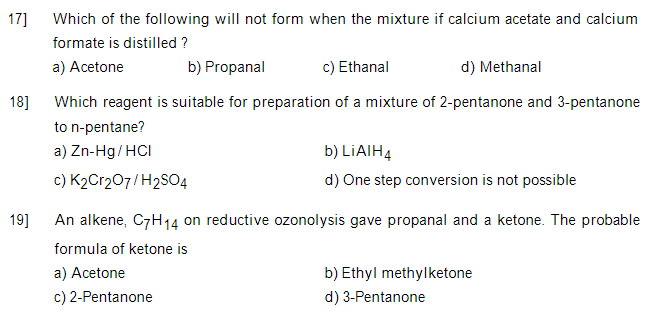 17] Which of the following will not form when the mixture if calcium acetate and calcium
formate is distilled ?
a) Acetone b) Propanal c) Ethanal d) Methanal
18] Which reagent is suitable for preparation of a mixture of 2-pentanone and 3-pentanone
to n-pentane?
a) Zn-Hg / HCl b) LiAlH4
c) K2Cr2O7 / H2SO4 d) One step conversion is not possible
19] An alkene, C7H14 on reductive ozonolysis gave propanal and a ketone. The probable
formula of ketone is
a) Acetone b) Ethyl methylketone
c) 2-Pentanone d) 3-Pentanone